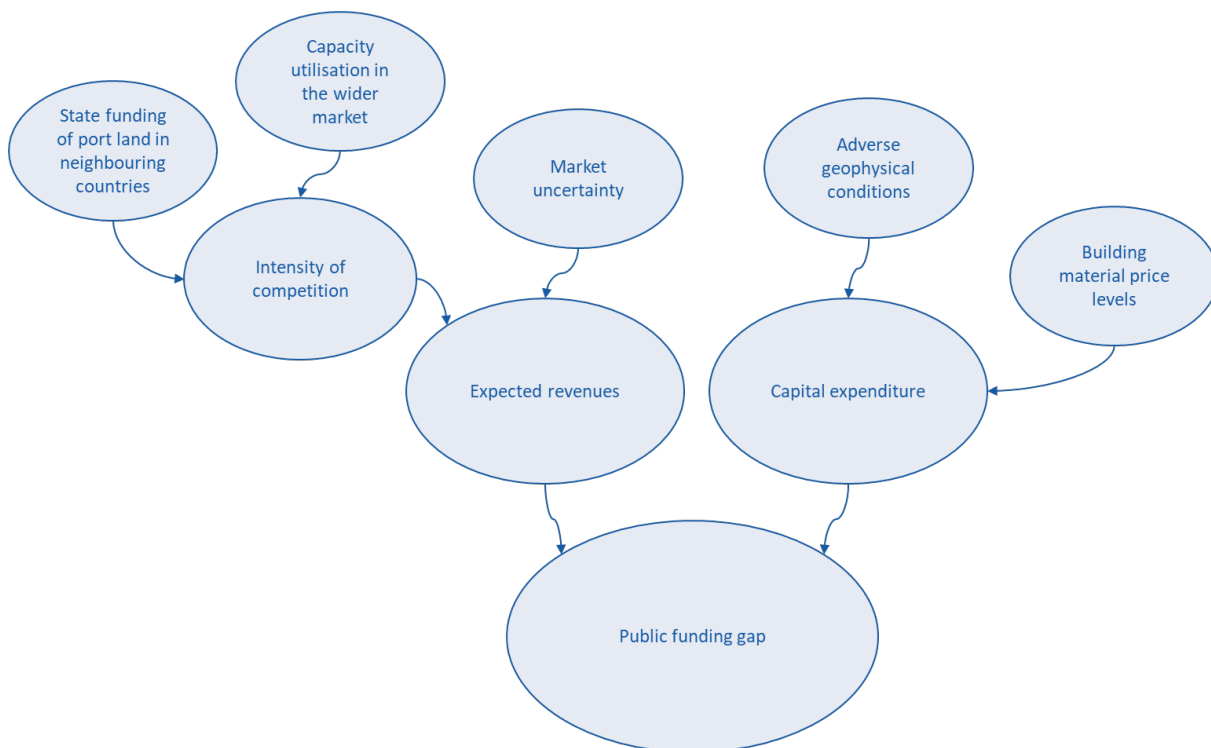 Capacity
utilisation in
the wider
market
State funding
of port land in
neighbouring
countries
Market
uncertainty
Adverse
geophysical
conditions
Intensity of
competition
Building
material price
levels
Expected revenues
Capital expenditure
Public funding gap